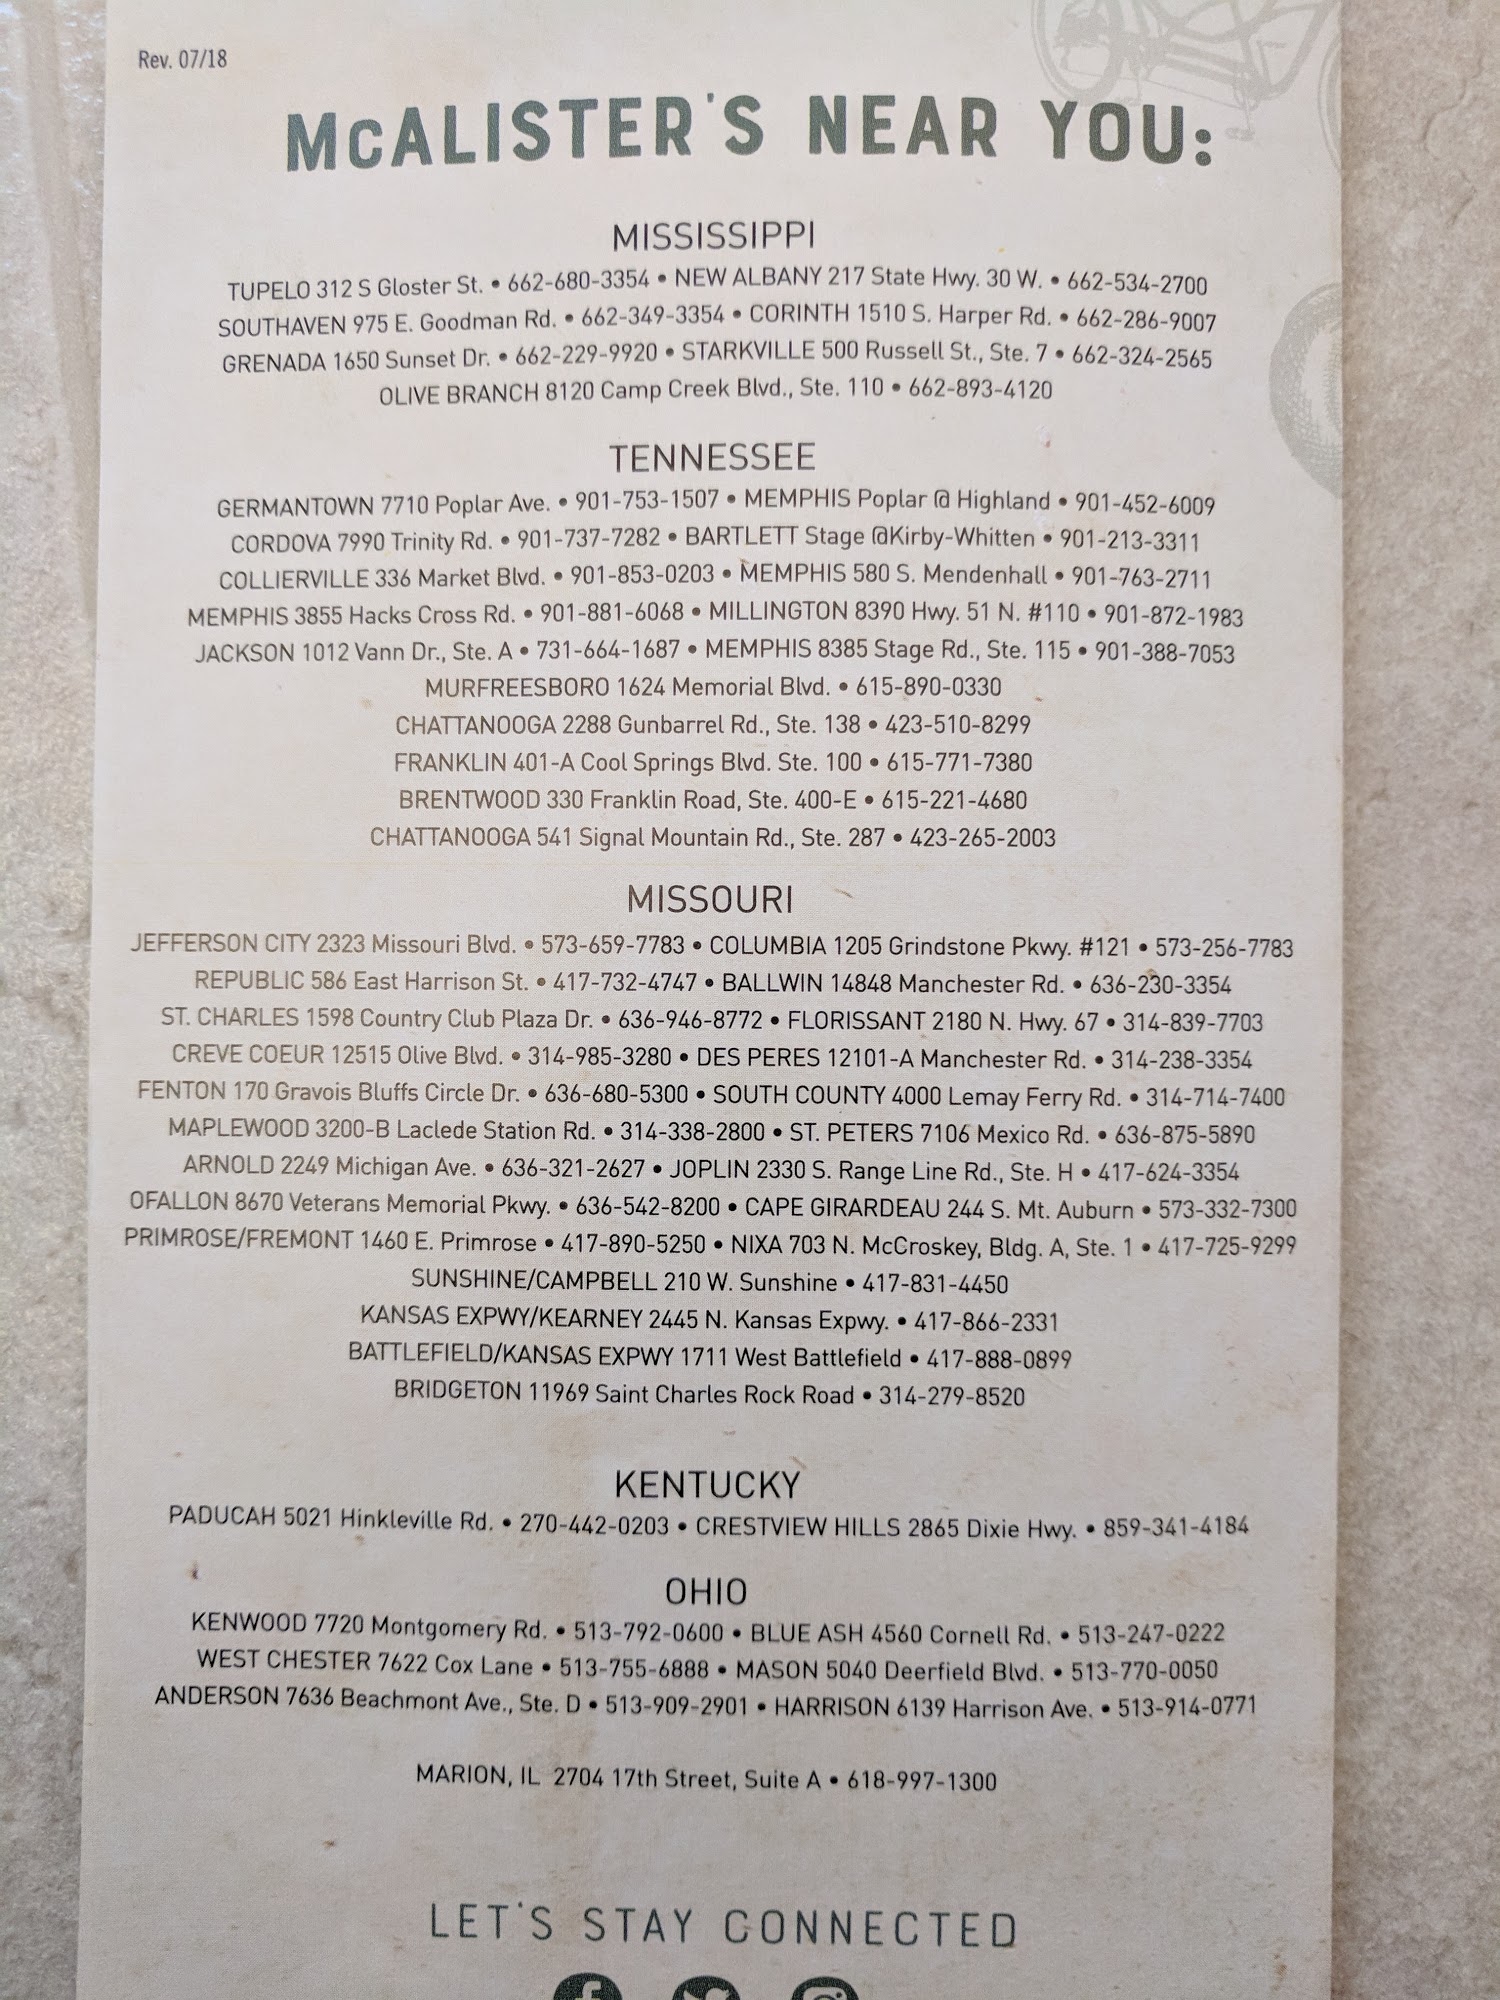 Rev. 07/18
McALISTER'S NEAR YOU:
MISSISSIPPI
TUPELO 312 S Gloster St. • 662-680-3354 • NEW ALBANY 217 State Hwy. 30 W. • 662-534-2700
SOUTHAVEN 975 E. Goodman Rd. • 662-349-3354 • CORINTH 1510 S. Harper Rd. • 662-286-9007
GRENADA 1650 Sunset Dr. • 662-229-9920 • STARKVILLE 500 Russell St., Ste. 7 • 662-324-2565
OLIVE BRANCH 8120 Camp Creek Blvd., Ste. 110 • 662-893-4120
TENNESSEE
GERMANTOWN 7710 Poplar Ave. • 901-753-1507 • MEMPHIS Poplar @ Highland • 901-452-6009
CORDOVA 7990 Trinity Rd. • 901-737-7282 • BARTLETT Stage @Kirby-Whitten • 901-213-3311
COLLIERVILLE 336 Market Blvd. • 901-853-0203 • MEMPHIS 580 S. Mendenhall • 901-763-2711
MEMPHIS 3855 Hacks Cross Rd. • 901-881-6068 • MILLINGTON 8390 Hwy. 51 N. #110 • 901-872-1983
JACKSON 1012 Vann Dr., Ste. A • 731-664-1687 • MEMPHIS 8385 Stage Rd., Ste. 115 • 901-388-7053
MURFREESBORO 1624 Memorial Blvd. • 615-890-0330
CHATTANOOGA 2288 Gunbarrel Rd., Ste. 138 • 423-510-8299
FRANKLIN 401-A Cool Springs Blvd. Ste. 100 • 615-771-7380
BRENTWOOD 330 Franklin Road, Ste. 400-E • 615-221-4680
CHATTANOOGA 541 Signal Mountain Rd., Ste. 287 • 423-265-2003
MISSOURI
JEFFERSON CITY 2323 Missouri Blvd. • 573-659-7783 • COLUMBIA 1205 Grindstone Pkwy. #121 • 573-256-7783
REPUBLIC 586 East Harrison St. • 417-732-4747 • BALLWIN 14848 Manchester Rd. • 636-230-3354
ST. CHARLES 1598 Country Club Plaza Dr. • 636-946-8772 • FLORISSANT 2180 N. Hwy. 67 • 314-839-7703
CREVE COEUR 12515 Olive Blvd. • 314-985-3280 • DES PERES 12101-A Manchester Rd. • 314-238-3354
FENTON 170 Gravois Bluffs Circle Dr. • 636-680-5300 • SOUTH COUNTY 4000 Lemay Ferry Rd. • 314-714-7400
MAPLEWOOD 3200-B Laclede Station Rd. • 314-338-2800 • ST. PETERS 7106 Mexico Rd. • 636-875-5890
ARNOLD 2249 Michigan Ave. • 636-321-2627 • JOPLIN 2330 S. Range Line Rd., Ste. H • 417-624-3354
OFALLON 8670 Veterans Memorial Pkwy. • 636-542-8200 • CAPE GIRARDEAU 244 S. Mt. Auburn • 573-332-7300
PRIMROSE/FREMONT 1460 E. Primrose • 417-890-5250 • NIXA 703 N. McCroskey, Bldg. A, Ste. 1 • 417-725-9299
SUNSHINE/CAMPBELL 210 W. Sunshine • 417-831-4450
KANSAS EXPWY/KEARNEY 2445 N. Kansas Expwy. • 417-866-2331
BATTLEFIELD/KANSAS EXPWY 1711 West Battlefield • 417-888-0899
BRIDGETON 11969 Saint Charles Rock Road • 314-279-8520
KENTUCKY
PADUCAH 5021 Hinkleville Rd. • 270-442-0203 • CRESTVIEW HILLS 2865 Dixie Hwy. • 859-341-4184
OHIO
KENWOOD 7720 Montgomery Rd. • 513-792-0600 • BLUE ASH 4560 Cornell Rd. • 513-247-0222
WEST CHESTER 7622 Cox Lane • 513-755-6888 • MASON 5040 Deerfield Blvd. • 513-770-0050
ANDERSON 7636 Beachmont Ave., Ste. D • 513-909-2901 • HARRISON 6139 Harrison Ave. • 513-914-0771
MARION, IL 2704 17th Street, Suite A • 618-997-1300
LET'S STAY CONNECTED